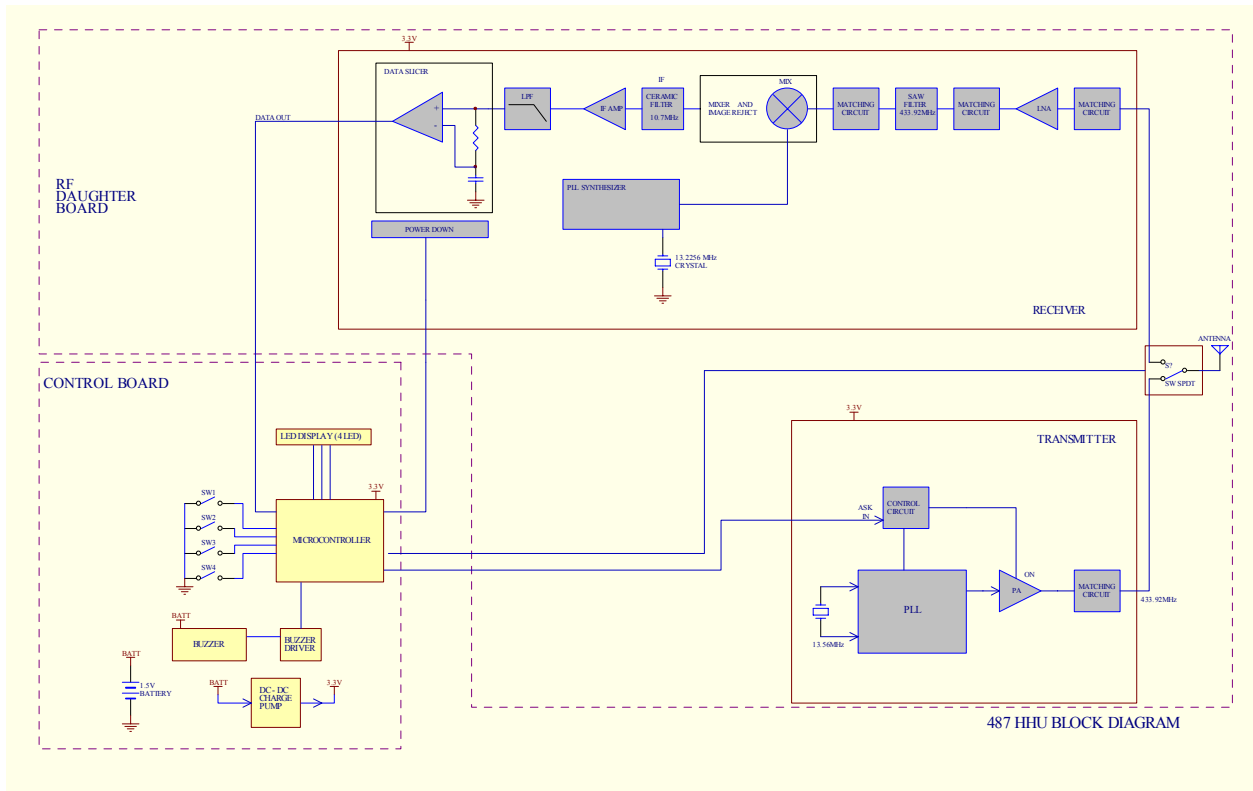 3.3V
DATA SLICER
+
-
DATA OUT
LPF
IF AMP
IF
CERAMIC
FILTER
10.7MHz
MIXER AND
IMAGE REJECT
MIX
MATCHING
CIRCUIT
SAW
FILTER
433.92MHz
MATCHING
CIRCUIT
LNA
MATCHING
CIRCUIT
RF
DAUGHTER
BOARD
PLL SYNTHESIZER
POWER DOWN
13.2256 MHz
CRYSTAL
RECEIVER
ANTENNA
S?
SW SPDT
CONTROL BOARD
3.3V
TRANSMITTER
LED DISPLAY (4 LED)
3.3V
SW1
SW2
SW3
SW4
MICROCONTROLLER
ASK
IN
CONTROL
CIRCUIT
ON
PA
PLL
MATCHING
CIRCUIT
433.92MHz
13.56MHz
BATT
BUZZER
BUZZER
DRIVER
BATT
1.5V
BATTERY
BATT
DC - DC
CHARGE
PUMP
3.3V
487 HHU BLOCK DIAGRAM